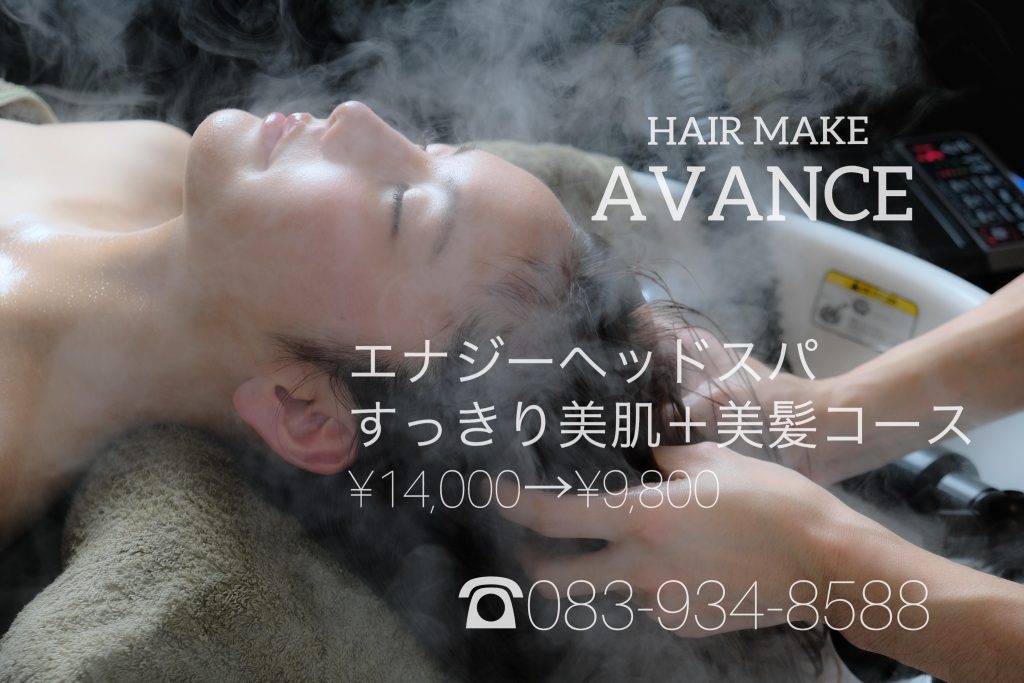 HAIR MAKE
AVANCE
エナジーヘッドスパ
すっきり美肌＋美髪コース
¥14,000→¥9,800
☎083-934-8588